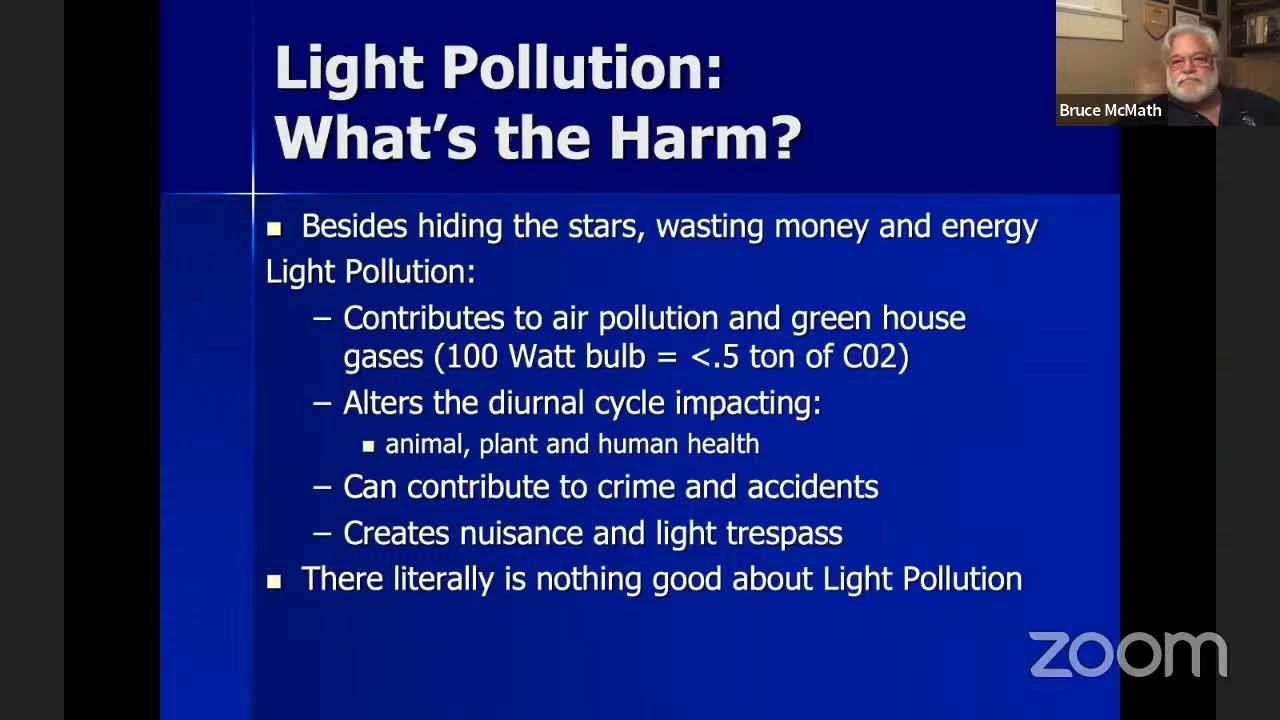 Light Pollution:
What's the Harm?
Bruce McMath
Besides hiding the stars, wasting money and energy
Light Pollution:
– Contributes to air pollution and green house
gases (100 Watt bulb = <.5 ton of C02)
– Alters the diurnal cycle impacting:
animal, plant and human health
– Can contribute to crime and accidents
– Creates nuisance and light trespass
There literally is nothing good about Light Pollution
zoom